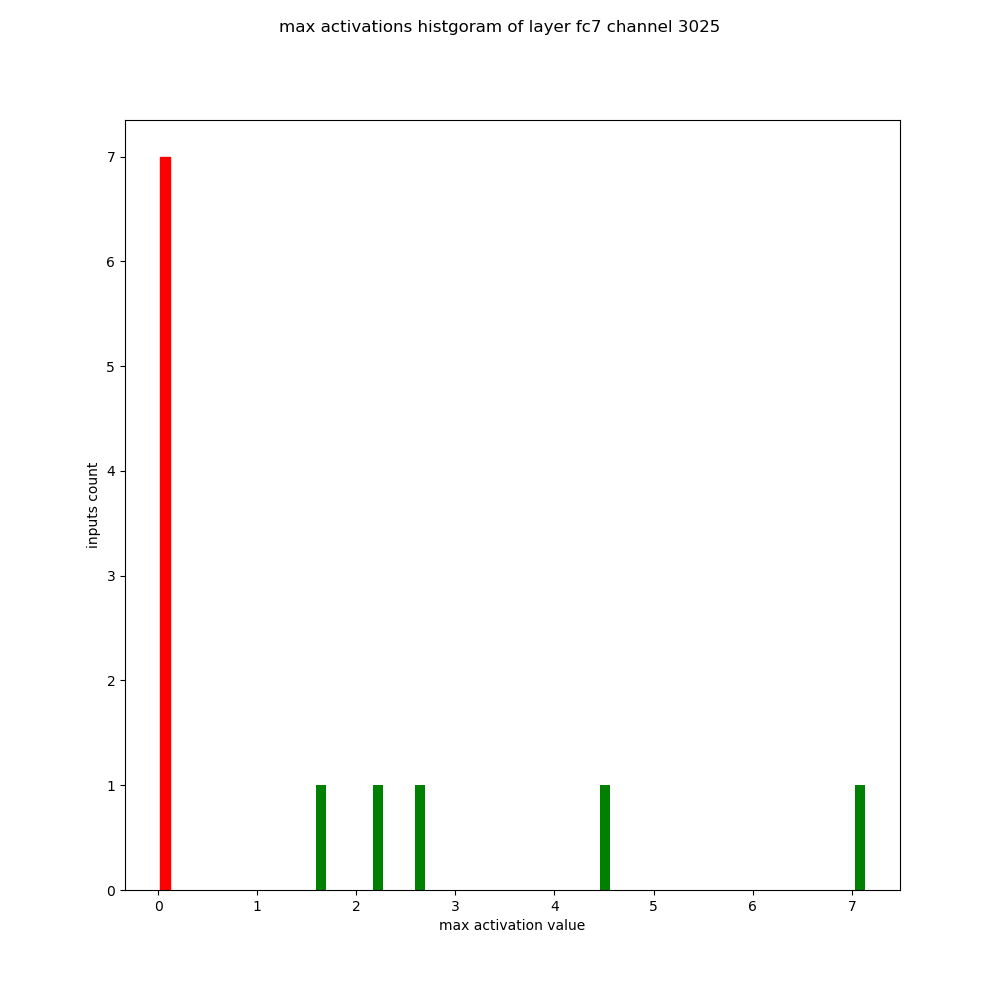 max activations histgoram of layer fc7 channel 3025
7
6
5
4
3
2
1
0
inputs count
0 1 2 3 4 5 6 7
max activation value